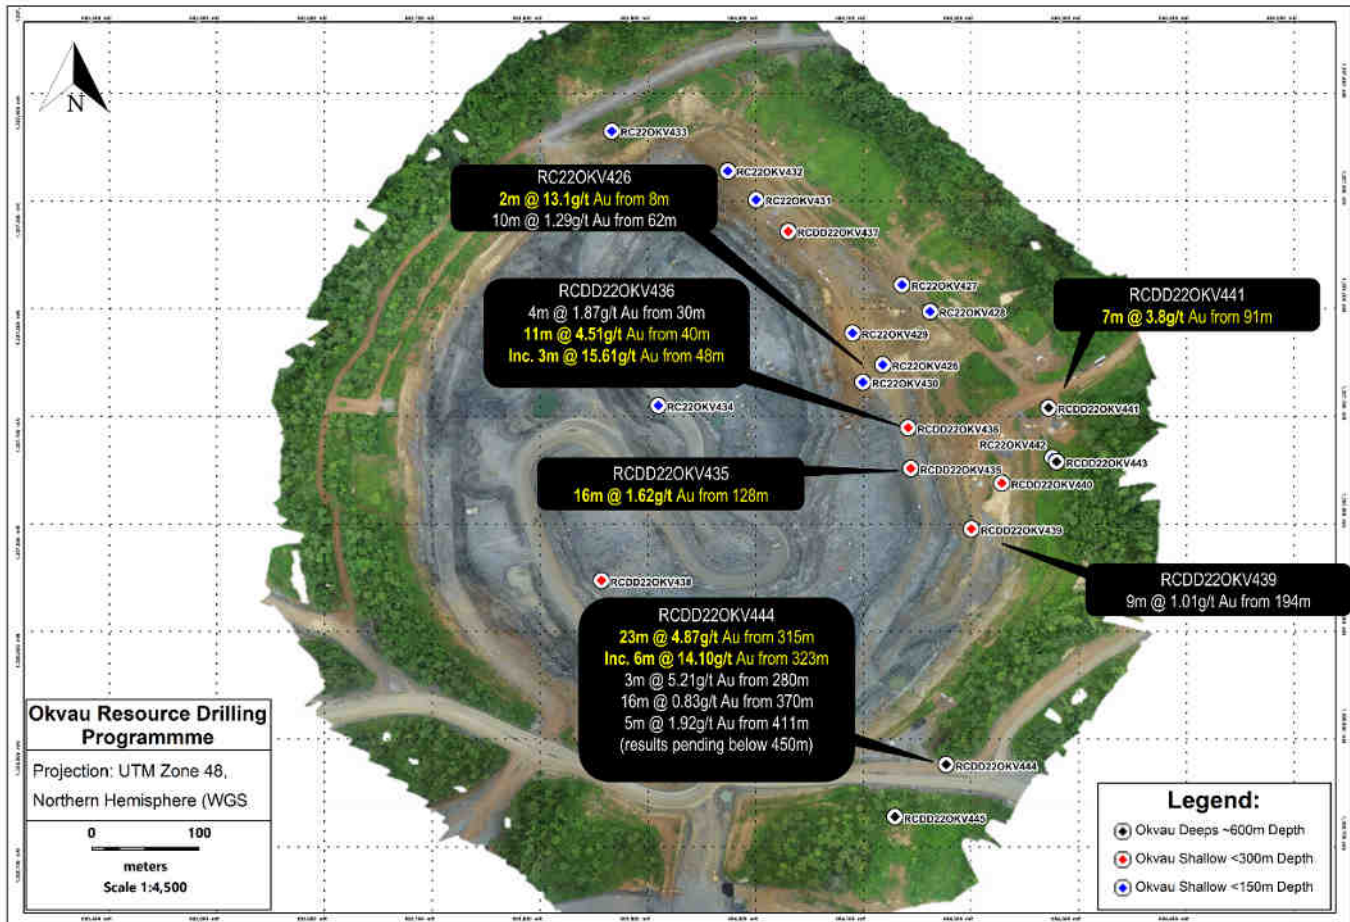 N
RC22OKV433
RC22OKV432
RC22OKV426
2m @ 13.1g/t Au from 8m
10m @ 1.29g/t Au from 62m
RC22OKV431
RCDD22OKV437
RC22OKV427
RCDD22OKV436
4m @ 1.87g/t Au from 30m
11m @ 4.51g/t Au from 40m
Inc. 3m @ 15.61g/t Au from 48m
RCDD22OKV441
7m @ 3.8g/t Au from 91m
RC22OKV428
RC22OKV429
RC22OKV426
RC22OKV430
RC22OKV434
RCDD22OKV441
RCDD22OKV436
RC22OKV442
RCDD22OKV443
RCDD22OKV435
16m @ 1.62g/t Au from 128m
RCDD22OKV435
RCDD22OKV440
RCDD22OKV439
RCDD22OKV439
9m @ 1.01g/t Au from 194m
RCDD22OKV438
RCDD22OKV444
23m @ 4.87g/t Au from 315m
Inc. 6m @ 14.10g/t Au from 323m
3m @ 5.21g/t Au from 280m
16m @ 0.83g/t Au from 370m
5m @ 1.92g/t Au from 411m
(results pending below 450m)
RCDD22OKV444
RCDD22OKV445
Okvau Resource Drilling
Programmme
Projection: UTM Zone 48,
Northern Hemisphere (WGS
0 100
meters
Scale 1:4,500
Legend:
Okvau Deeps ~600m Depth
Okvau Shallow <300m Depth
Okvau Shallow <150m Depth